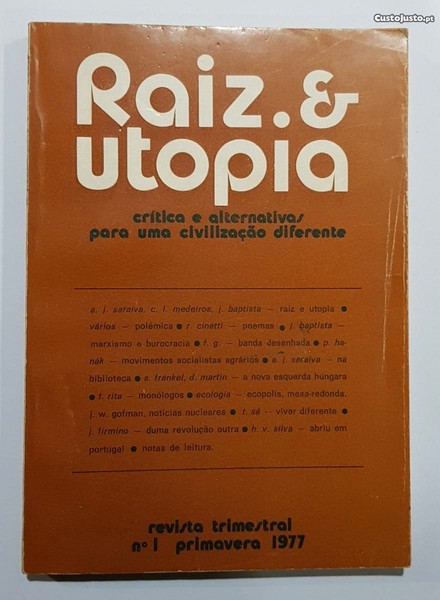 CustoJusto.pt
Raiz. &
utopia
crítica e alternativas
para uma civilização diferente
a. j. saraiva, c. l. medeiros, j. baptista — raiz e utopia ●
vários — polémica ● r. cinatti — poemas ● j. baptista —
marxismo e burocracia ● f. g. — banda desenhada ● p. ha-
nák — movimentos socialistas agrários ● a. j. saraiva — na
biblioteca ● s. frankel, d. martin — a nova esquerda húngara
● t. rita — monólogos ● ecologia — ecopolis, mesa-redonda,
j. w. gofman, notícias nucleares ● t. sé — viver diferente ●
j. firmino — duma revolução outra ● h. v. silva — abriu em
portugal ● notas de leitura.
revista trimestral
nº 1 primavera 1977